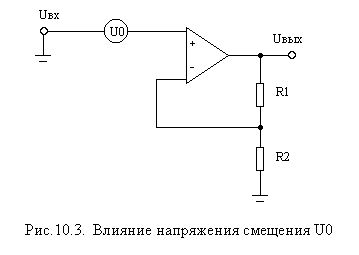 Uвх
U0
+
-
Uвых
R1
R2
Рис.10.3. Влияние напряжения смещения U0